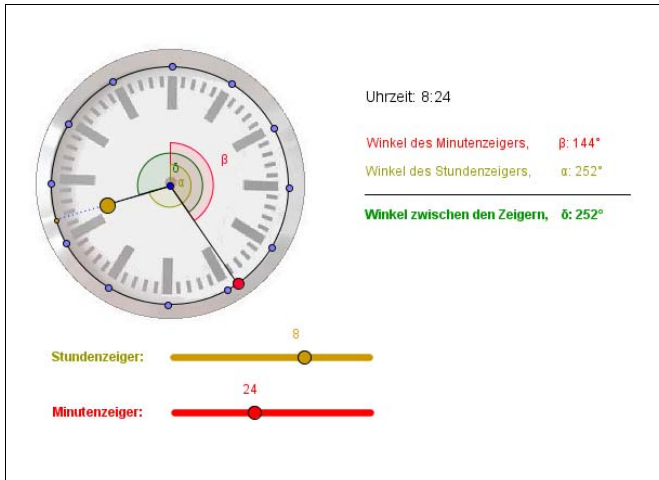 δ
α
β
Uhrzeit: 8:24
Winkel des Minutenzeigers, β: 144°
Winkel des Stundenzeigers, α: 252°
Winkel zwischen den Zeigern, δ: 252°
8
Stundenzeiger:
24
Minutenzeiger: